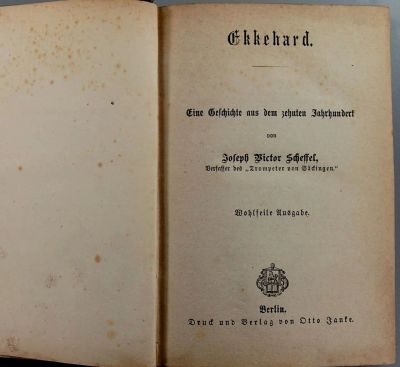 Ekkehard.
Eine Geschichte aus dem zehnten Jahrhundert
von
Joseph Victor Scheffel,
Verfasser des „Trompeter von Säckingen.“
Wohlfeile Ausgabe.
Berlin.
Druck und Verlag von Otto Janke.